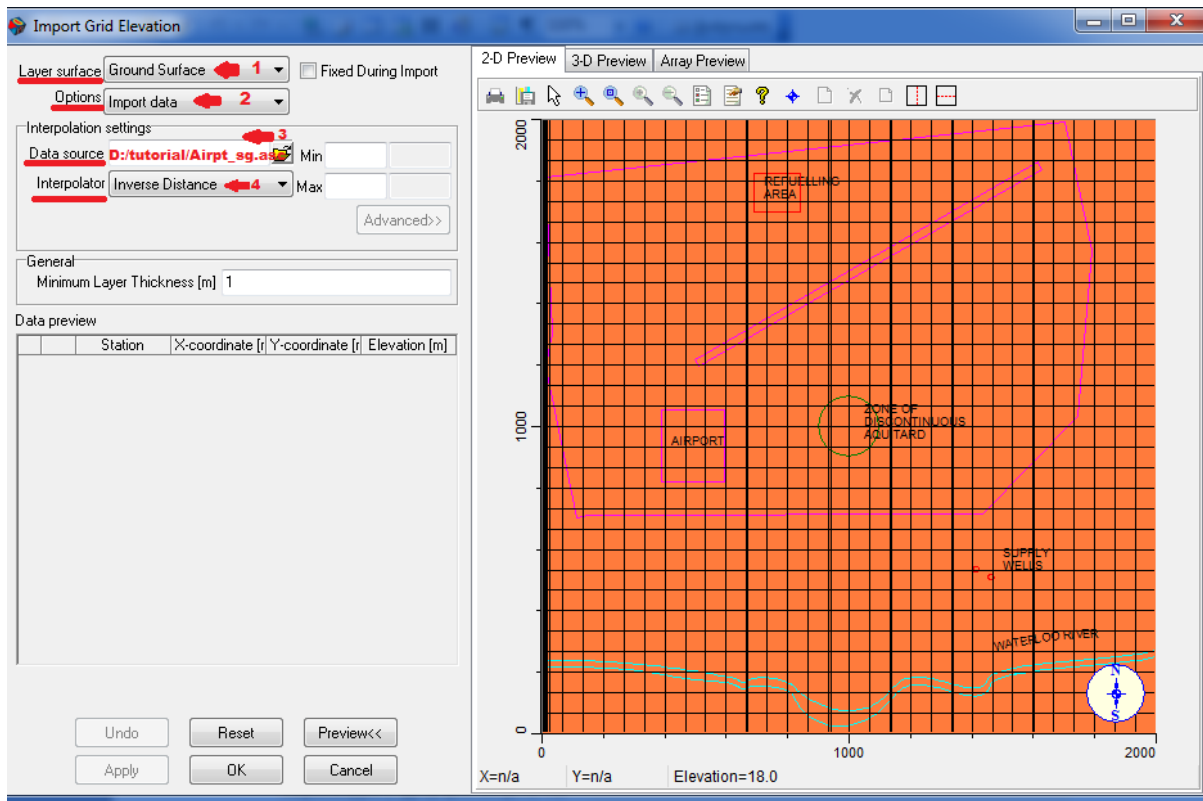 Import Grid Elevation
Layer surface Ground Surface 1 Fixed During Import
Options Import data 2
Interpolation settings 3
Data source D:/tutorial/Airpt_sg.as Min
Interpolator Inverse Distance 4 Max
Advanced>>
General
Minimum Layer Thickness [m] 1
Data preview
Station X-coordinate [r Y-coordinate [r Elevation [m]
Undo Reset Preview<<
Apply OK Cancel
2-D Preview 3-D Preview Array Preview
2000
REFUELLING
AREA
1000
ZONE OF
DISCONTINUOUS
AQUITARD
AIRPORT
SUPPLY
WELLS
WATERLOO RIVER
N
S
0
0 1000 2000
X=n/a Y=n/a Elevation=18.0